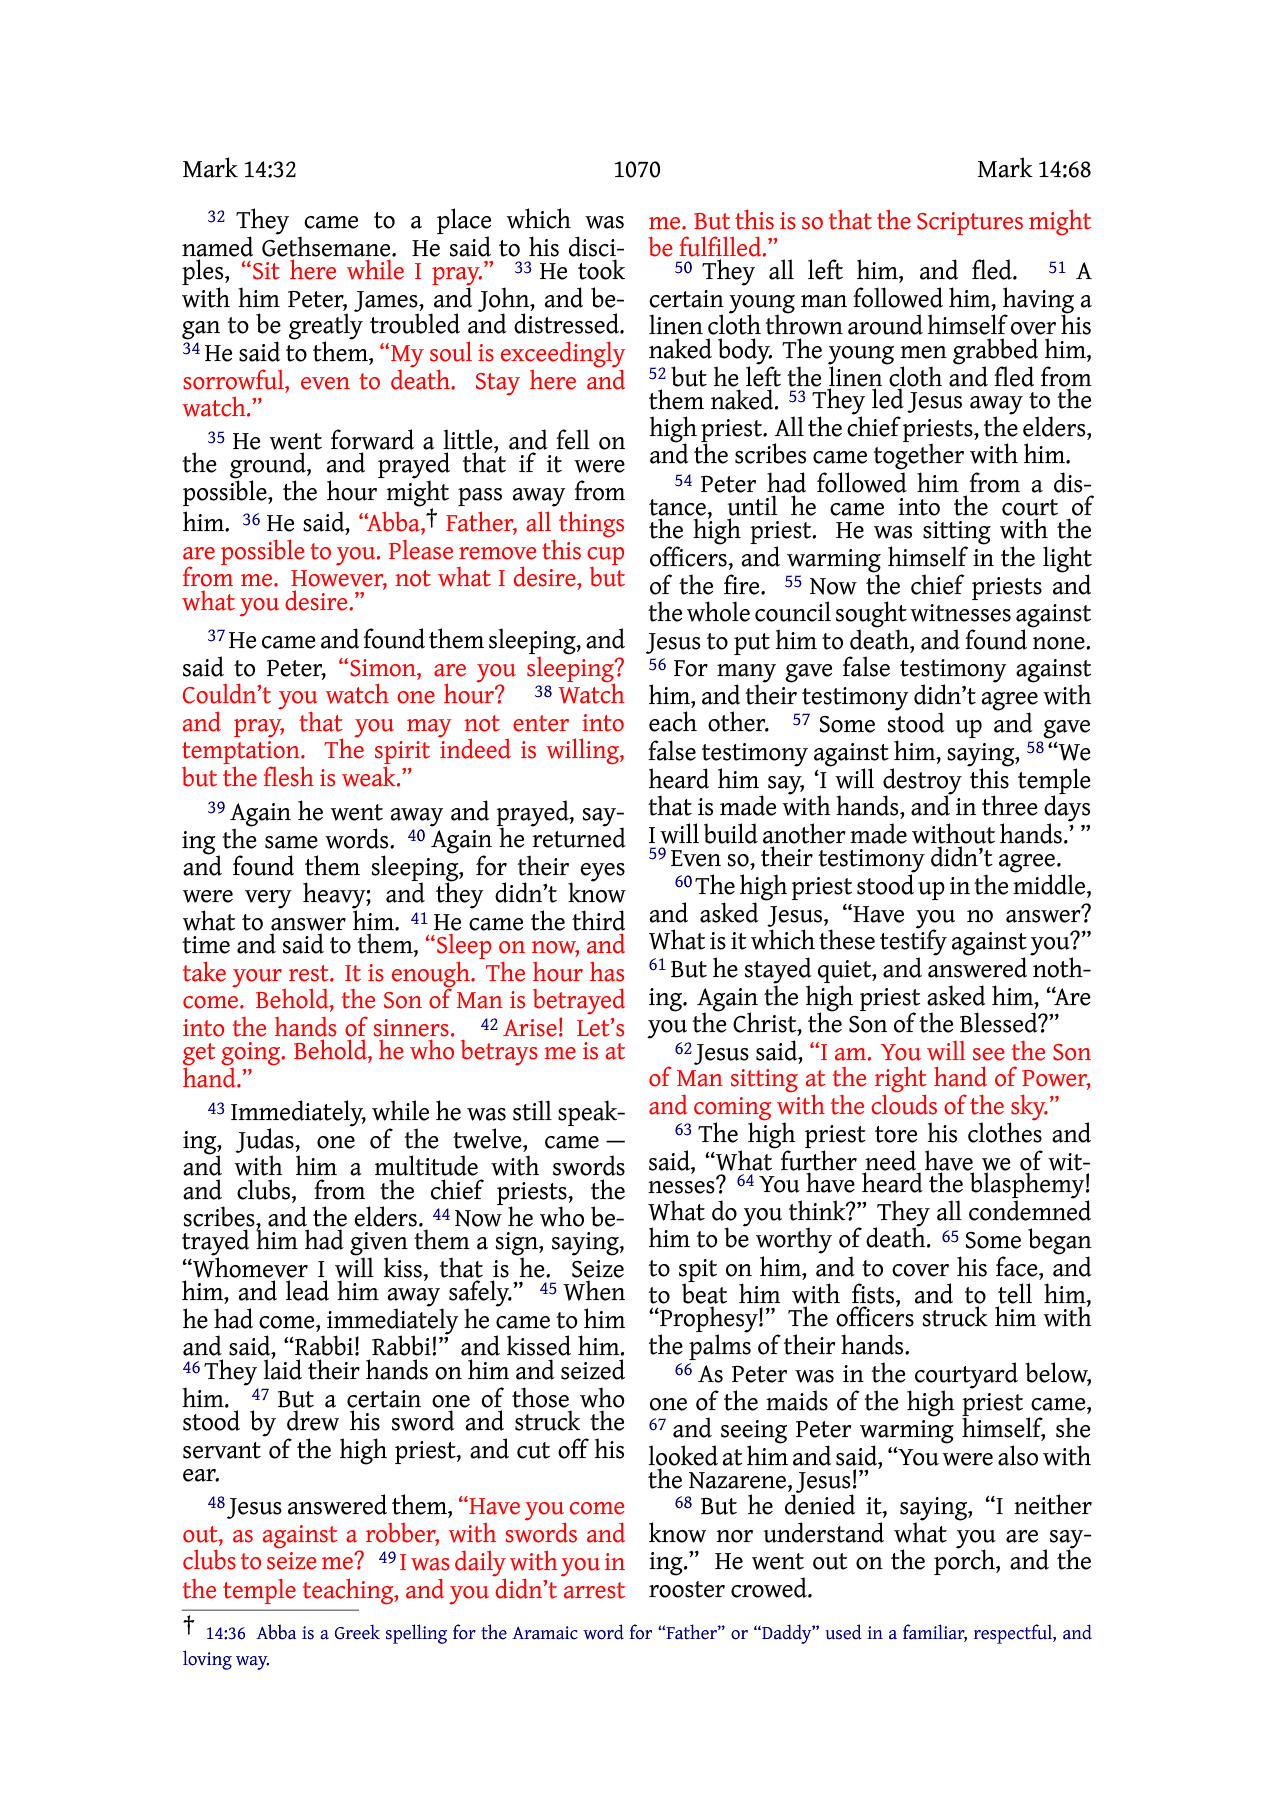 Mark 14:32 1070 Mark 14:68
32 They came to a place which was
named Gethsemane. He said to his disci-
ples, “Sit here while I pray.” 33 He took
with him Peter, James, and John, and be-
gan to be greatly troubled and distressed.
34 He said to them, “My soul is exceedingly
sorrowful, even to death. Stay here and
watch.”
35 He went forward a little, and fell on
the ground, and prayed that if it were
possible, the hour might pass away from
him. 36 He said, “Abba,† Father, all things
are possible to you. Please remove this cup
from me. However, not what I desire, but
what you desire.”
37 He came and found them sleeping, and
said to Peter, “Simon, are you sleeping?
Couldn’t you watch one hour? 38 Watch
and pray, that you may not enter into
temptation. The spirit indeed is willing,
but the flesh is weak.”
39 Again he went away and prayed, say-
ing the same words. 40 Again he returned
and found them sleeping, for their eyes
were very heavy; and they didn’t know
what to answer him. 41 He came the third
time and said to them, “Sleep on now, and
take your rest. It is enough. The hour has
come. Behold, the Son of Man is betrayed
into the hands of sinners. 42 Arise! Let’s
get going. Behold, he who betrays me is at
hand.”
43 Immediately, while he was still speak-
ing, Judas, one of the twelve, came —
and with him a multitude with swords
and clubs, from the chief priests, the
scribes, and the elders. 44 Now he who be-
trayed him had given them a sign, saying,
“Whomever I will kiss, that is he. Seize
him, and lead him away safely.” 45 When
he had come, immediately he came to him
and said, “Rabbi! Rabbi!” and kissed him.
46 They laid their hands on him and seized
him. 47 But a certain one of those who
stood by drew his sword and struck the
servant of the high priest, and cut off his
ear.
48 Jesus answered them, “Have you come
out, as against a robber, with swords and
clubs to seize me? 49 I was daily with you in
the temple teaching, and you didn’t arrest
me. But this is so that the Scriptures might
be fulfilled.”
50 They all left him, and fled. 51 A
certain young man followed him, having a
linen cloth thrown around himself over his
naked body. The young men grabbed him,
52 but he left the linen cloth and fled from
them naked. 53 They led Jesus away to the
high priest. All the chief priests, the elders,
and the scribes came together with him.
54 Peter had followed him from a dis-
tance, until he came into the court of
the high priest. He was sitting with the
officers, and warming himself in the light
of the fire. 55 Now the chief priests and
the whole council sought witnesses against
Jesus to put him to death, and found none.
56 For many gave false testimony against
him, and their testimony didn’t agree with
each other. 57 Some stood up and gave
false testimony against him, saying, 58 “We
heard him say, ‘I will destroy this temple
that is made with hands, and in three days
I will build another made without hands.’ ”
59 Even so, their testimony didn’t agree.
60 The high priest stood up in the middle,
and asked Jesus, “Have you no answer?
What is it which these testify against you?”
61 But he stayed quiet, and answered noth-
ing. Again the high priest asked him, “Are
you the Christ, the Son of the Blessed?”
62 Jesus said, “I am. You will see the Son
of Man sitting at the right hand of Power,
and coming with the clouds of the sky.”
63 The high priest tore his clothes and
said, “What further need have we of wit-
nesses? 64 You have heard the blasphemy!
What do you think?” They all condemned
him to be worthy of death. 65 Some began
to spit on him, and to cover his face, and
to beat him with fists, and to tell him,
“Prophesy!” The officers struck him with
the palms of their hands.
66 As Peter was in the courtyard below,
one of the maids of the high priest came,
67 and seeing Peter warming himself, she
looked at him and said, “You were also with
the Nazarene, Jesus!”
68 But he denied it, saying, “I neither
know nor understand what you are say-
ing.” He went out on the porch, and the
rooster crowed.
† 14:36 Abba is a Greek spelling for the Aramaic word for “Father” or “Daddy” used in a familiar, respectful, and
loving way.